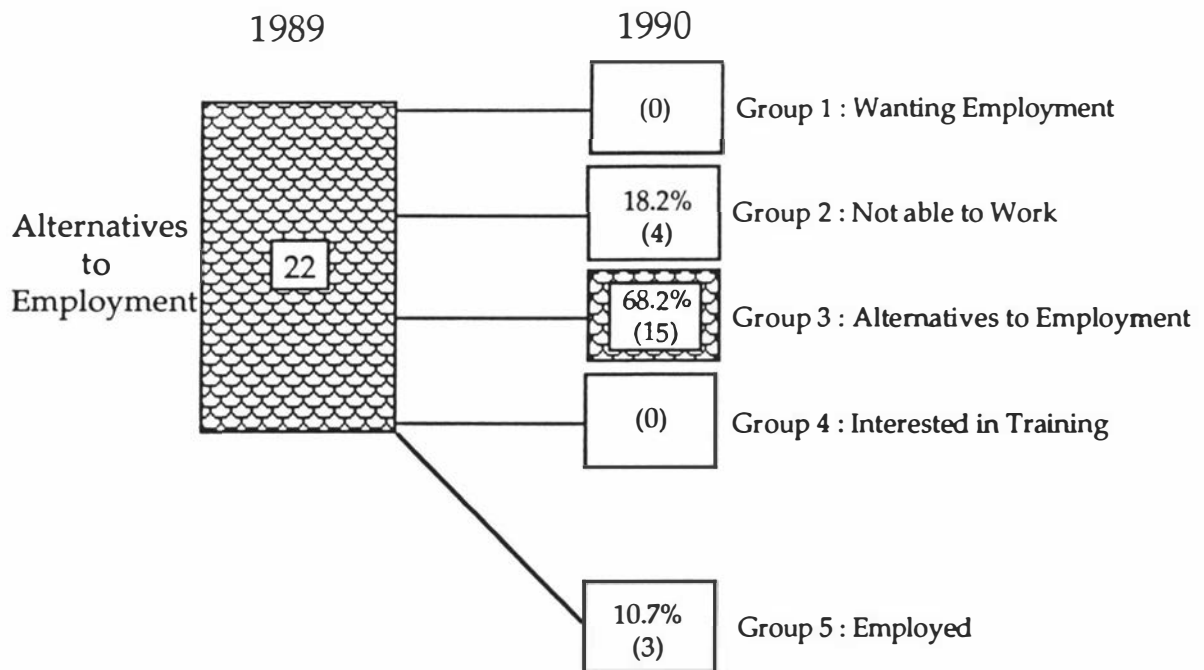 1989
1990
Alternatives
to
Employment
22
(0)
Group 1 : Wanting Employment
18.2%
(4)
Group 2 : Not able to Work
68.2%
(15)
Group 3 : Alternatives to Employment
(0)
Group 4 : Interested in Training
10.7%
(3)
Group 5 : Employed